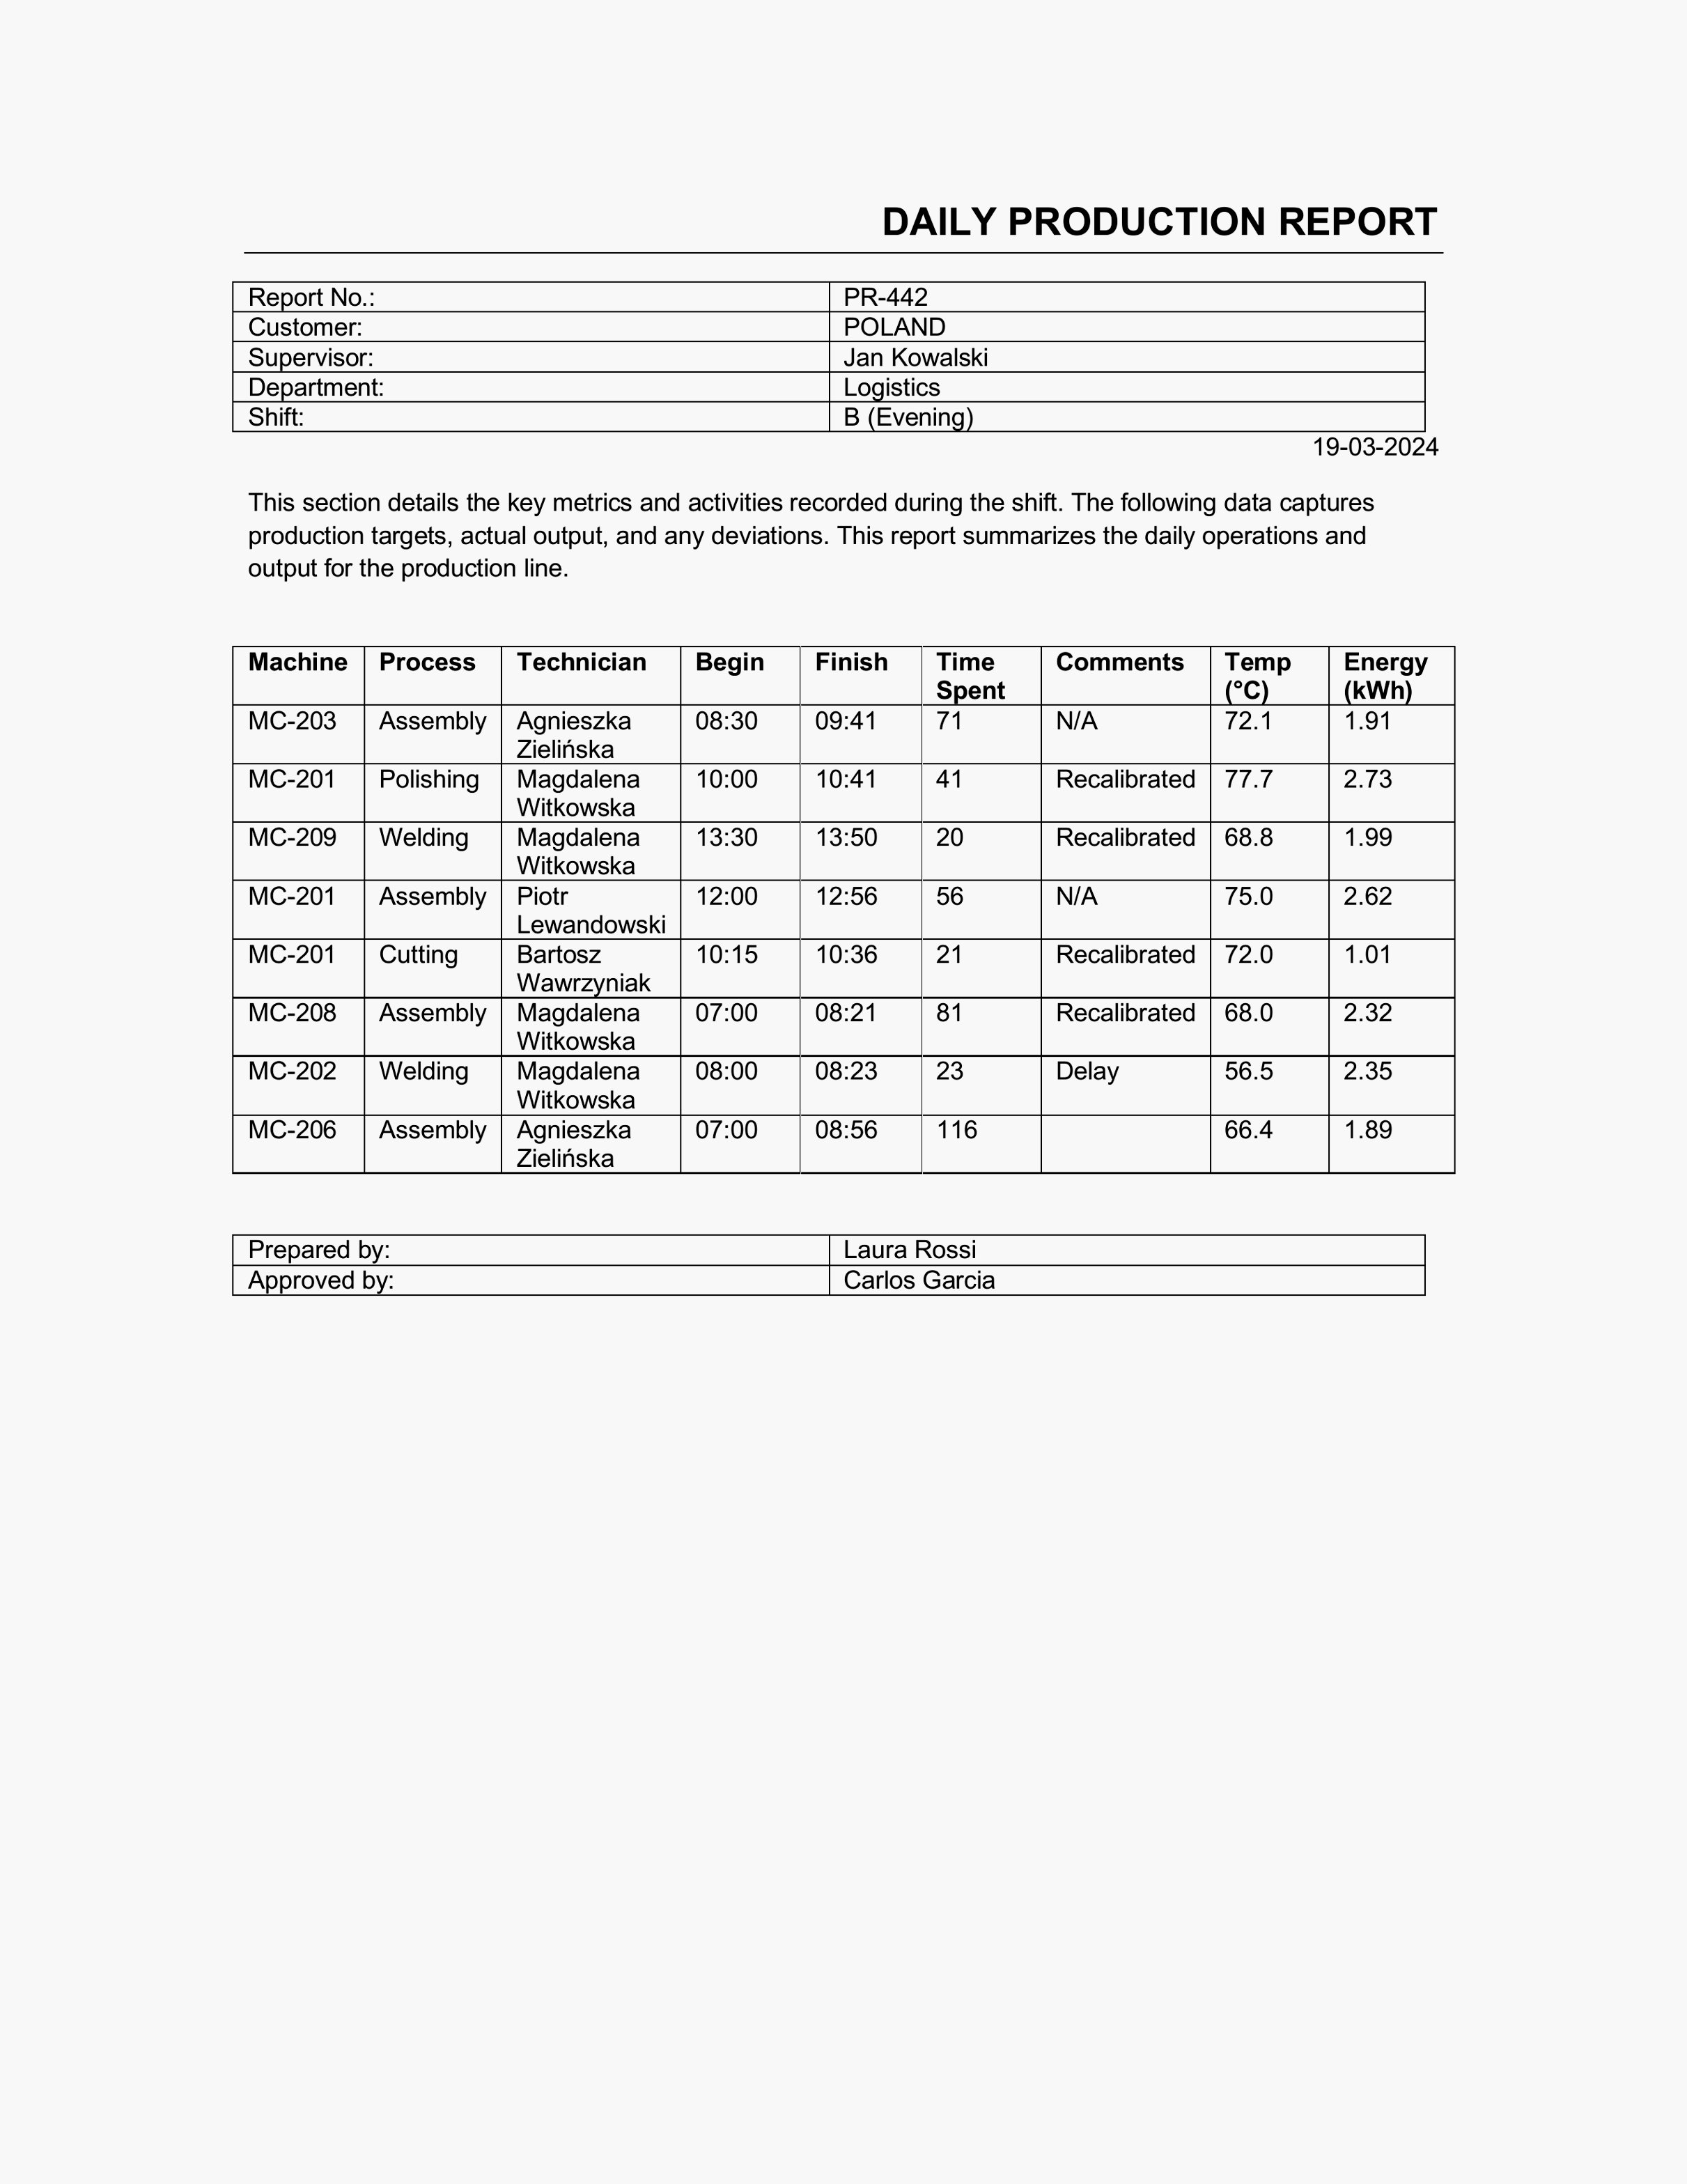 DAILY PRODUCTION REPORT
Report No.: PR-442
Customer: POLAND
Supervisor: Jan Kowalski
Department: Logistics
Shift: B (Evening)
19-03-2024
This section details the key metrics and activities recorded during the shift. The following data captures
production targets, actual output, and any deviations. This report summarizes the daily operations and
output for the production line.
Machine Process Technician Begin Finish Time Comments Temp Energy
Spent (°C) (kWh)
MC-203 Assembly Agnieszka 08:30 09:41 71 N/A 72.1 1.91
Zielińska
MC-201 Polishing Magdalena 10:00 10:41 41 Recalibrated 77.7 2.73
Witkowska
MC-209 Welding Magdalena 13:30 13:50 20 Recalibrated 68.8 1.99
Witkowska
MC-201 Assembly Piotr 12:00 12:56 56 N/A 75.0 2.62
Lewandowski
MC-201 Cutting Bartosz 10:15 10:36 21 Recalibrated 72.0 1.01
Wawrzyniak
MC-208 Assembly Magdalena 07:00 08:21 81 Recalibrated 68.0 2.32
Witkowska
MC-202 Welding Magdalena 08:00 08:23 23 Delay 56.5 2.35
Witkowska
MC-206 Assembly Agnieszka 07:00 08:56 116 66.4 1.89
Zielińska
Prepared by: Laura Rossi
Approved by: Carlos Garcia